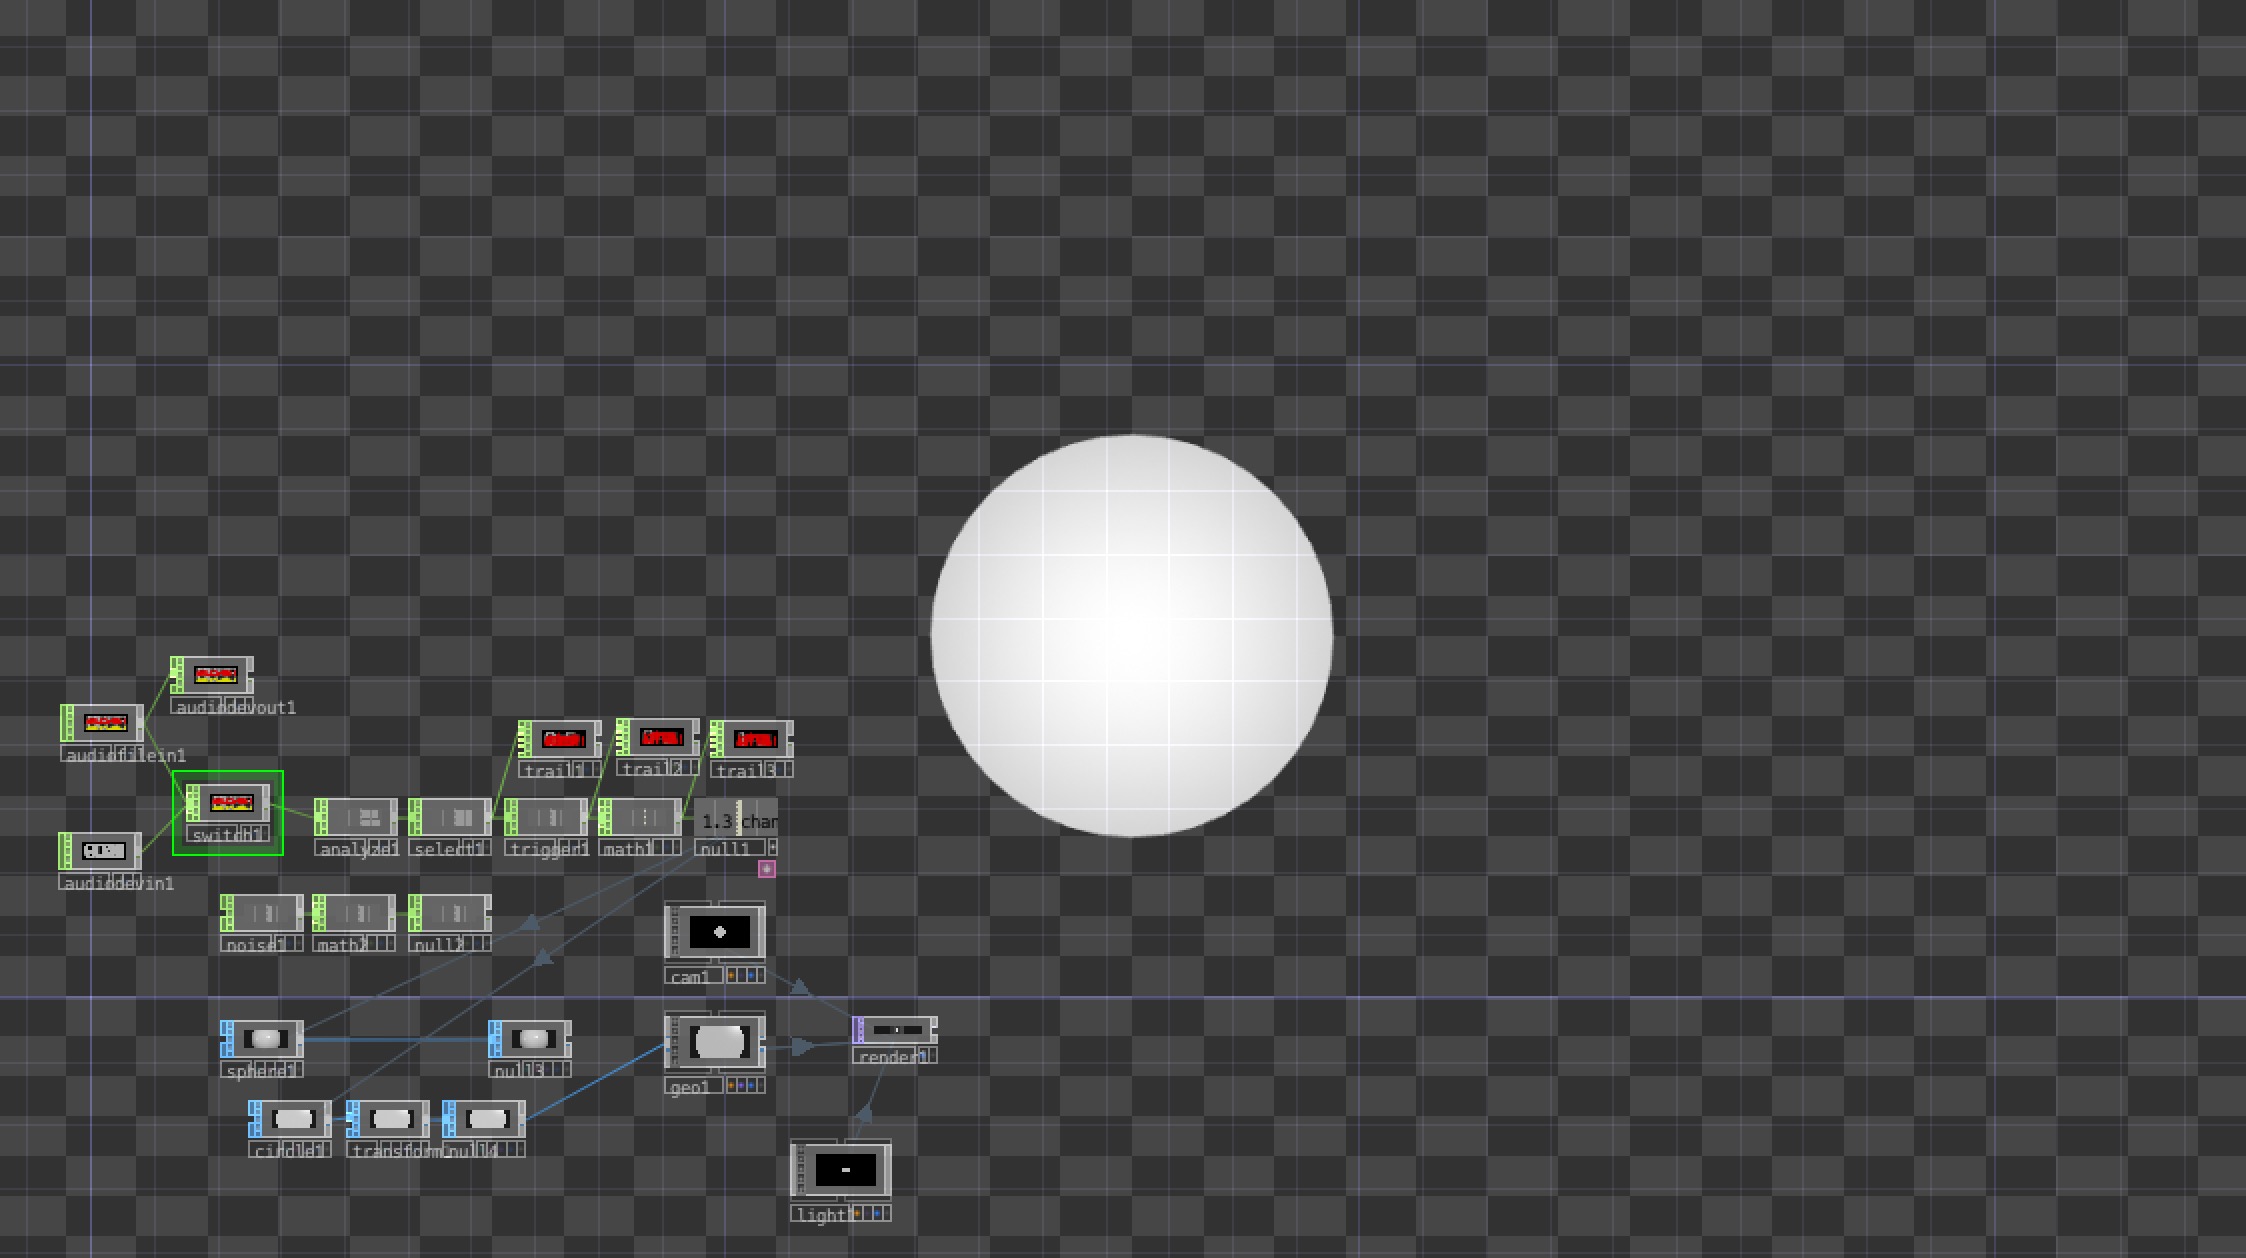 audiodevout1
audiofilein1
trail1
trail2
trail3
switch1
1.3 chan
analyze1
select1
trigger1
math1
null1
audiodevin1
noise1
math2
null2
cam1
sphere1
null3
geo1
render1
circle1
transform
null4
light1